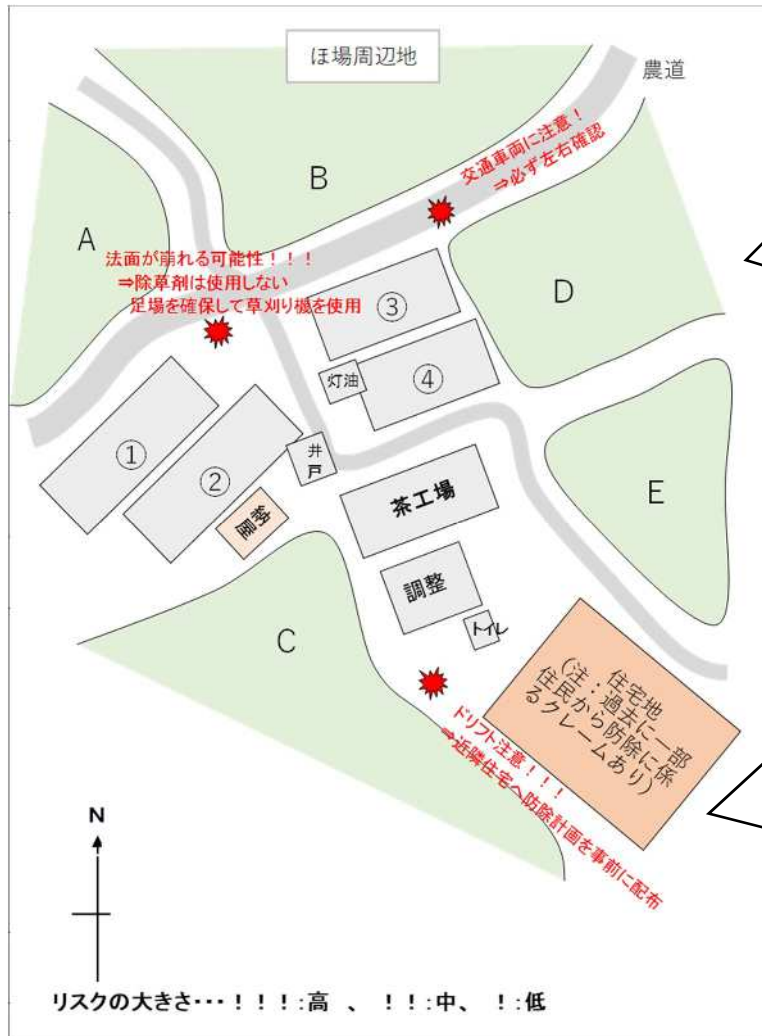 ほ場周辺地
農道
交通車両に注意！
⇒必ず左右確認
B
A
法面が崩れる可能性！！！
⇒除草剤は使用しない
足場を確保して草刈り機を使用
D
③
灯油
④
①
②
井戸
納屋
茶工場
E
調整
トイレ
C
住宅地
(注：過去に一部
住民から防除に係
るクレームあり)
ドリフト注意！！！
⇒近隣住宅へ防除計画を事前に配布
N
リスクの大きさ･･･！！！:高 、 ！！:中、 ！:低